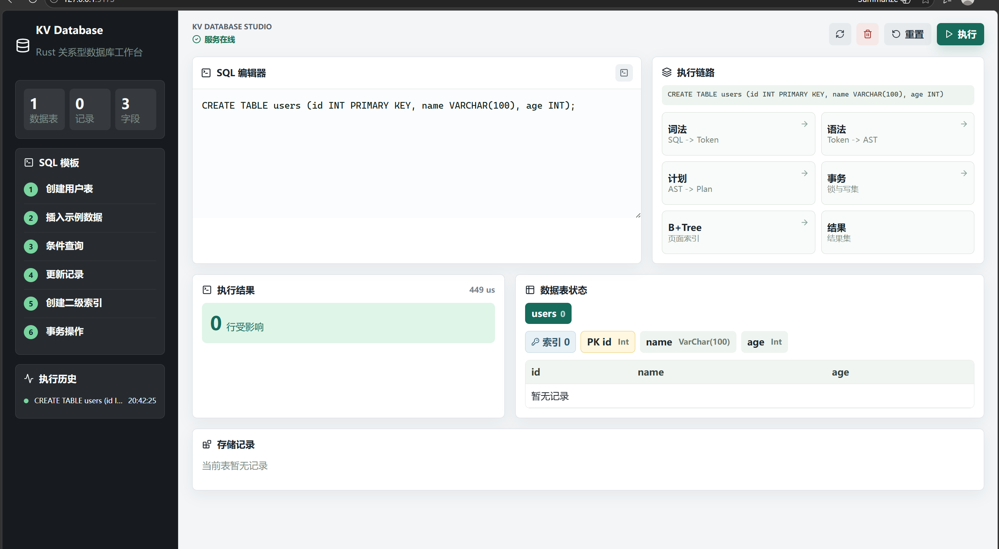 KV Database
Rust 关系型数据库工作台
1
数据表
0
记录
3
字段
SQL 模板
1 创建用户表
2 插入示例数据
3 条件查询
4 更新记录
5 创建二级索引
6 事务操作
执行历史
CREATE TABLE users (id I... 20:42:25
KV DATABASE STUDIO
服务在线
重置
执行
SQL 编辑器
CREATE TABLE users (id INT PRIMARY KEY, name VARCHAR(100), age INT);
执行链路
CREATE TABLE users (id INT PRIMARY KEY, name VARCHAR(100), age INT)
词法
SQL -> Token
语法
Token -> AST
计划
AST -> Plan
事务
锁与写集
B+Tree
页面索引
结果
结果集
执行结果
449 us
0 行受影响
数据表状态
users 0
索引 0
PK id Int
name VarChar(100)
age Int
id name age
暂无记录
存储记录
当前表暂无记录